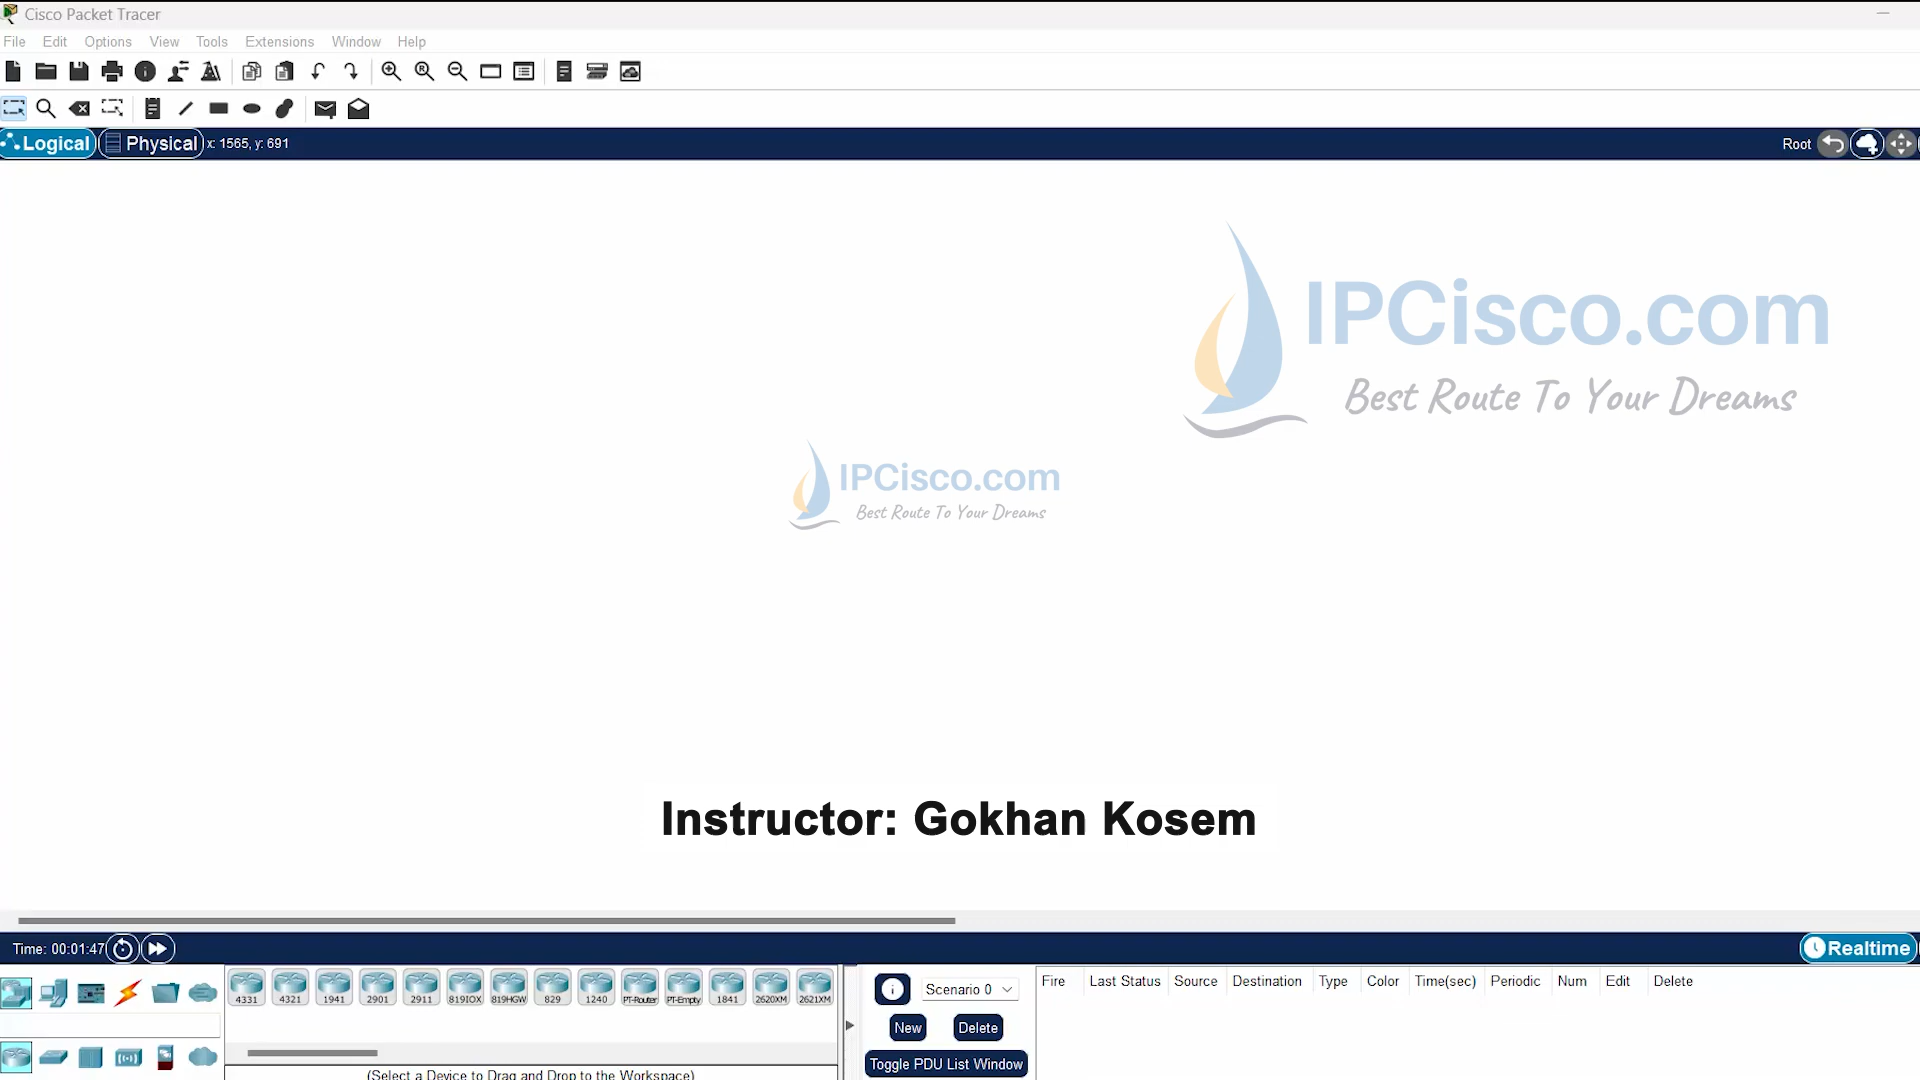 Cisco Packet Tracer
File Edit Options View Tools Extensions Window Help
Logical Physical x: 1565, y: 691 Root
IPCisco.com
Best Route To Your Dreams
IPCisco.com
Best Route To Your Dreams
Instructor: Gokhan Kosem
Time: 00:01:47 Realtime
4331 4321 1941 2901 2911 819IOX 819HGW 829 1240 PT-Router PT-Empty 1841 2620XM 2621XM
Scenario 0
New Delete
Toggle PDU List Window
Fire Last Status Source Destination Type Color Time(sec) Periodic Num Edit Delete
(Select a Device to Drag and Drop to the Workspace)